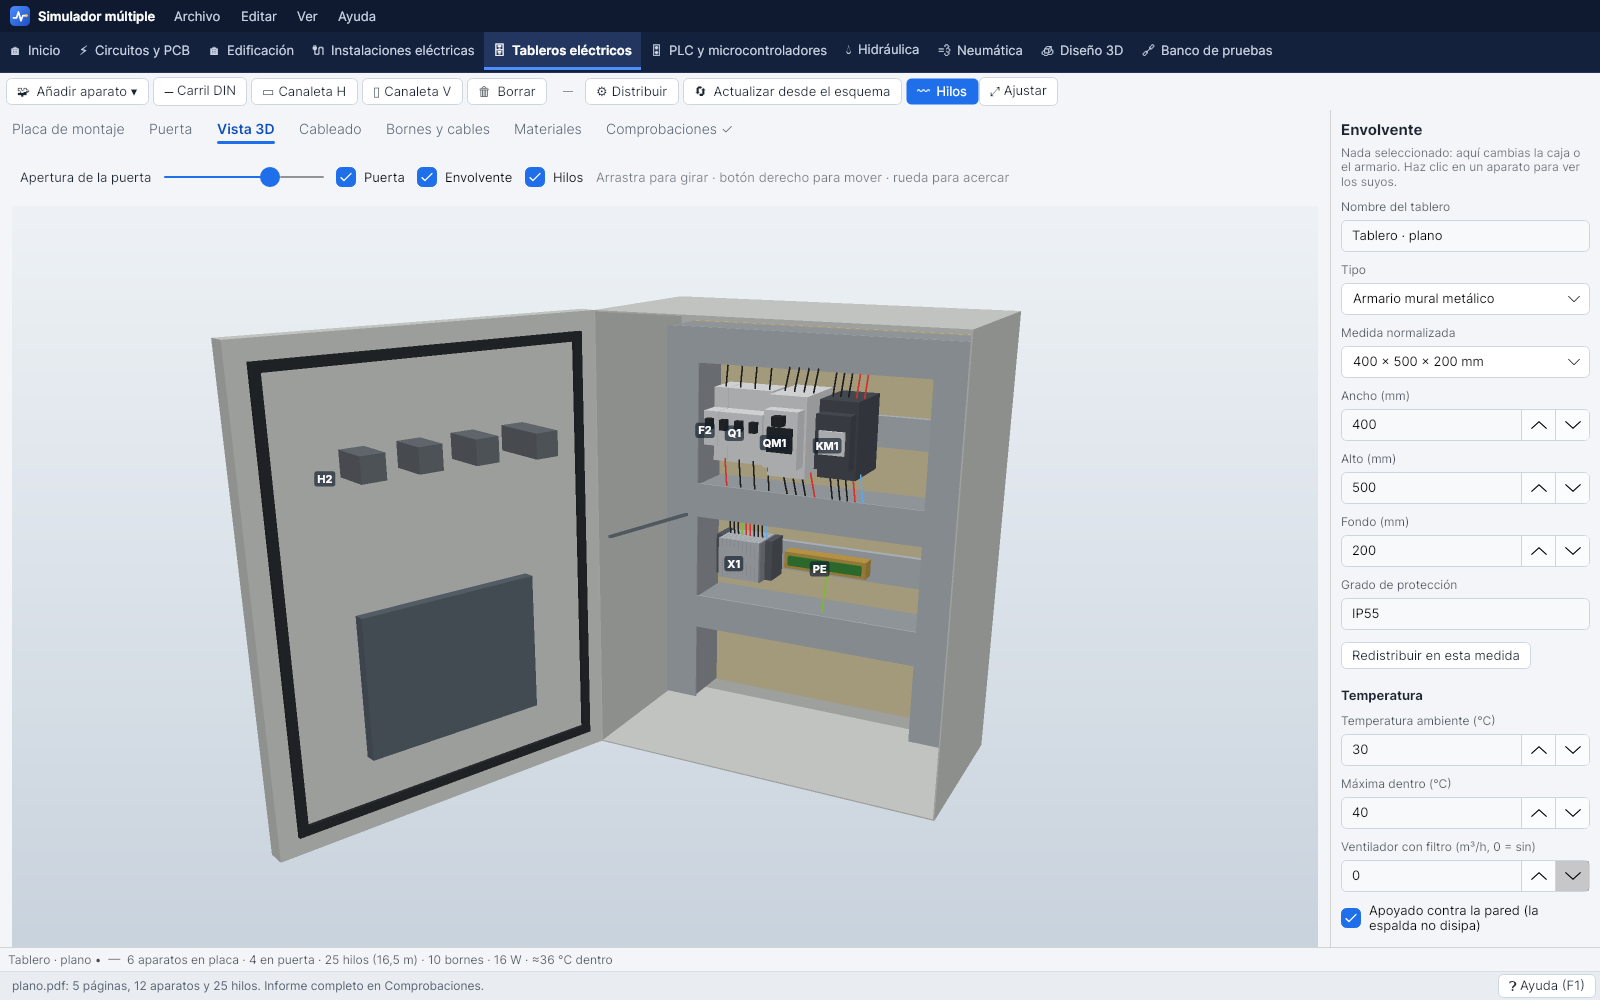 Simulador múltiple Archivo Editar Ver Ayuda
Inicio Circuitos y PCB Edificación Instalaciones eléctricas Tableros eléctricos PLC y microcontroladores Hidráulica Neumática Diseño 3D Banco de pruebas
Añadir aparato ▾ — Carril DIN Canaleta H Canaleta V Borrar — Distribuir Actualizar desde el esquema Hilos Ajustar
Placa de montaje Puerta Vista 3D Cableado Bornes y cables Materiales Comprobaciones ✓
Apertura de la puerta Puerta Envolvente Hilos Arrastra para girar · botón derecho para mover · rueda para acercar
F2
Q1
QM1
KM1
H2
X1
PE
Envolvente
Nada seleccionado: aquí cambias la caja o
el armario. Haz clic en un aparato para ver
los suyos.
Nombre del tablero
Tablero · plano
Tipo
Armario mural metálico
Medida normalizada
400 × 500 × 200 mm
Ancho (mm)
400
Alto (mm)
500
Fondo (mm)
200
Grado de protección
IP55
Redistribuir en esta medida
Temperatura
Temperatura ambiente (°C)
30
Máxima dentro (°C)
40
Ventilador con filtro (m³/h, 0 = sin)
0
Apoyado contra la pared (la
espalda no disipa)
Tablero · plano • — 6 aparatos en placa · 4 en puerta · 25 hilos (16,5 m) · 10 bornes · 16 W · ≈36 °C dentro
plano.pdf: 5 páginas, 12 aparatos y 25 hilos. Informe completo en Comprobaciones.
? Ayuda (F1)